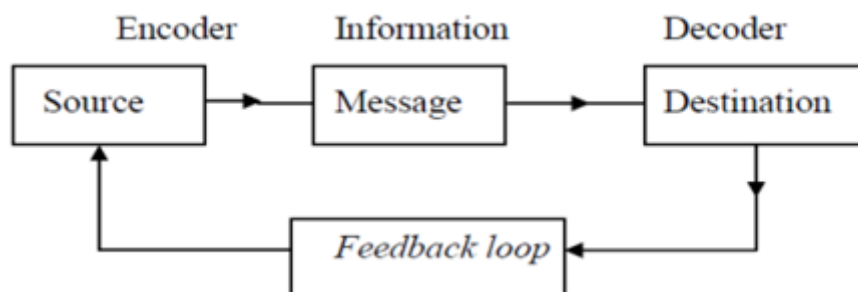 Encoder Information Decoder
Source Message Destination
Feedback loop